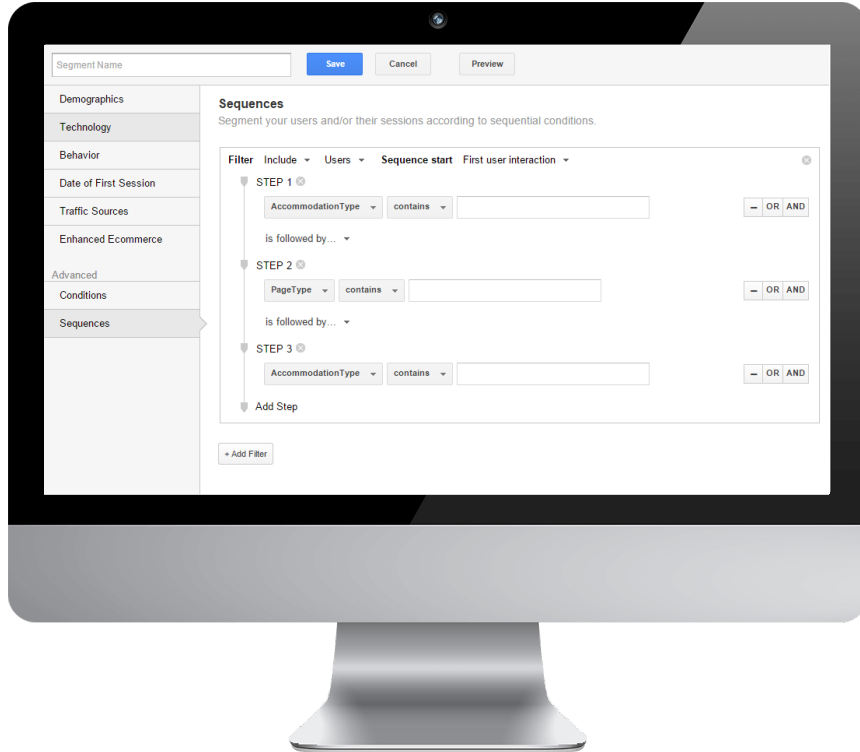 Segment Name
Save
Cancel
Preview
Demographics
Technology
Behavior
Date of First Session
Traffic Sources
Enhanced Ecommerce
Advanced
Conditions
Sequences
Sequences
Segment your users and/or their sessions according to sequential conditions.
Filter Include Users Sequence start First user interaction
STEP 1
AccommodationType contains – OR AND
is followed by...
STEP 2
PageType contains – OR AND
is followed by...
STEP 3
AccommodationType contains – OR AND
Add Step
+ Add Filter